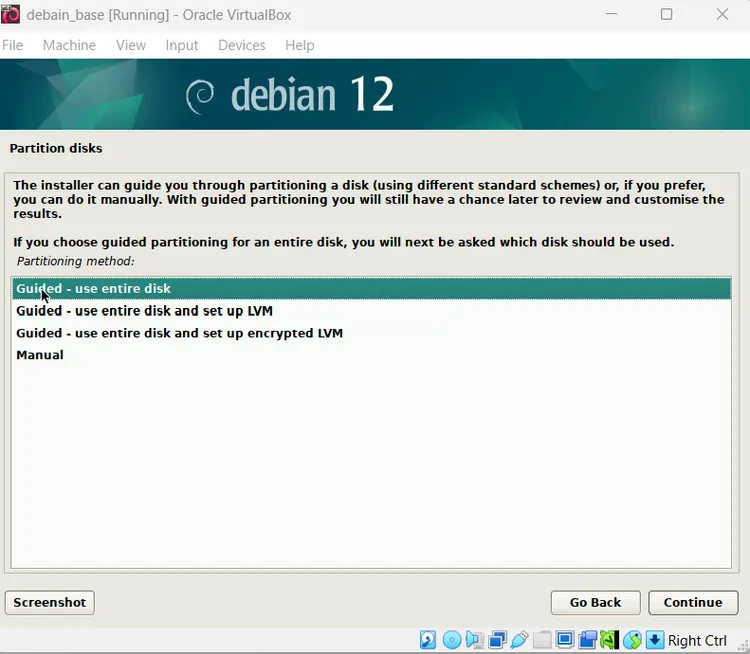 debain_base [Running] - Oracle VirtualBox
File Machine View Input Devices Help
debian 12
Partition disks
The installer can guide you through partitioning a disk (using different standard schemes) or, if you prefer,
you can do it manually. With guided partitioning you will still have a chance later to review and customise the
results.
If you choose guided partitioning for an entire disk, you will next be asked which disk should be used.
Partitioning method:
Guided - use entire disk
Guided - use entire disk and set up LVM
Guided - use entire disk and set up encrypted LVM
Manual
Screenshot Go Back Continue
Right Ctrl